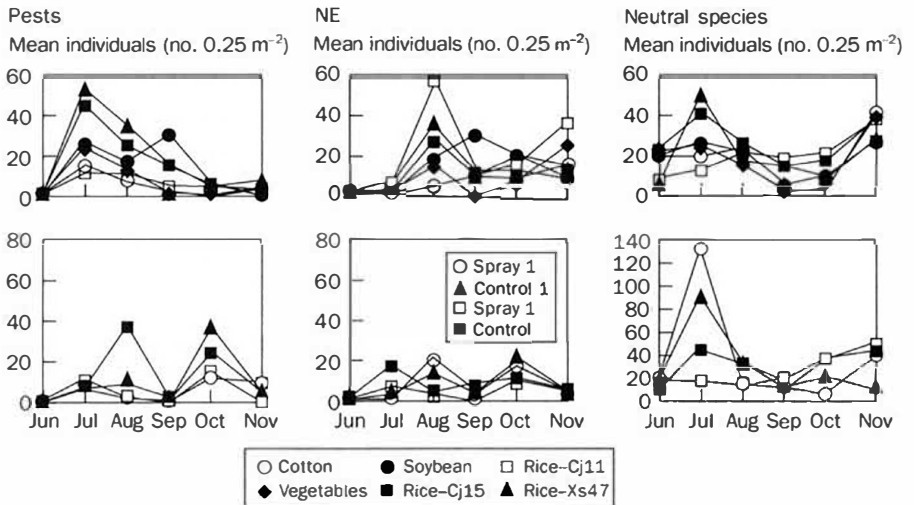 Pests
Mean individuals (no. 0.25 m⁻²)
60
40
20
0
NE
Mean individuals (no. 0.25 m⁻²)
60
40
20
0
Neutral species
Mean individuals (no. 0.25 m⁻²)
60
40
20
0
80
60
40
20
0
Jun Jul Aug Sep Oct Nov
80
60
40
20
0
Jun Jul Aug Sep Oct Nov
Spray 1
Control 1
Spray 1
Control
140
120
100
80
60
40
20
0
Jun Jul Aug Sep Oct Nov
Cotton Soybean Rice-Cj11
Vegetables Rice-Cj15 Rice-Xs47